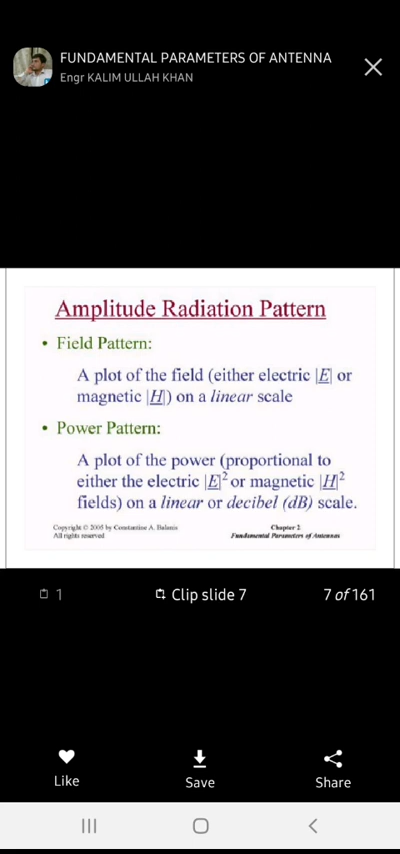 FUNDAMENTAL PARAMETERS OF ANTENNA
Engr KALIM ULLAH KHAN
Amplitude Radiation Pattern
• Field Pattern:
A plot of the field (either electric |E| or
magnetic |H|) on a linear scale
• Power Pattern:
A plot of the power (proportional to
either the electric |E|² or magnetic |H|²
fields) on a linear or decibel (dB) scale.
Copyright © 2005 by Constantine A. Balanis
All rights reserved
Chapter 2
Fundamental Parameters of Antennas
1
Clip slide 7
7 of 161
Like
Save
Share